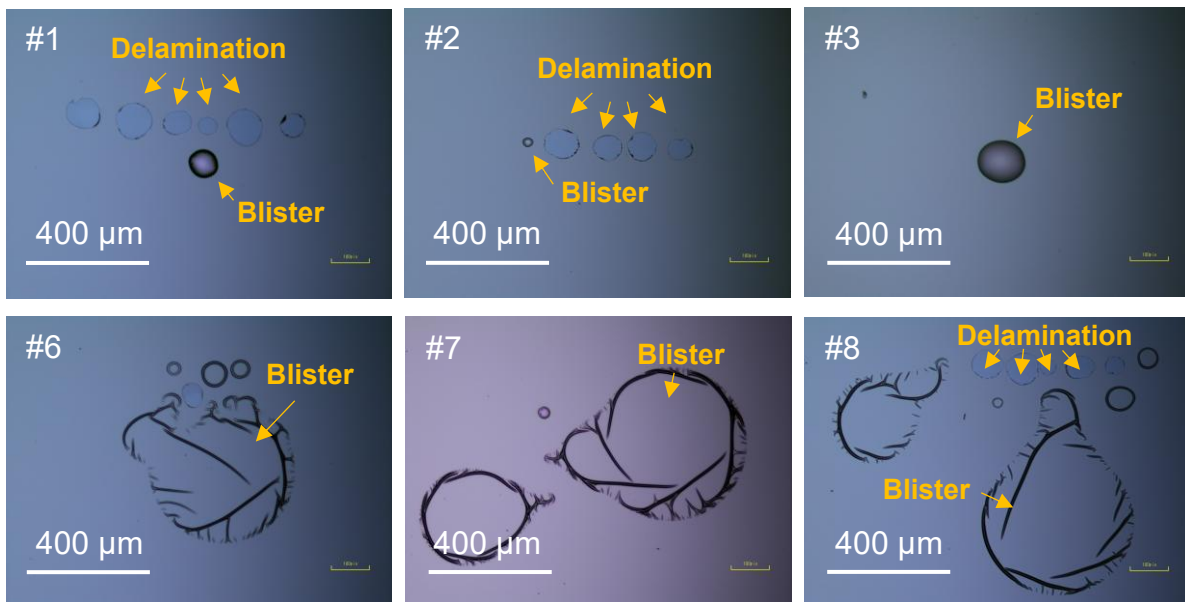 #1
Delamination
Blister
400 µm
#2
Delamination
Blister
400 µm
#3
Blister
400 µm
#6
Blister
400 µm
#7
Blister
400 µm
#8
Delamination
Blister
400 µm